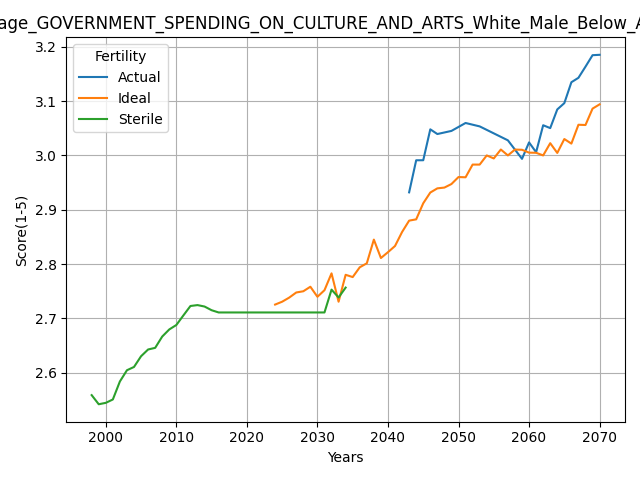 age_GOVERNMENT_SPENDING_ON_CULTURE_AND_ARTS_White_Male_Below_A
Fertility
Actual
Ideal
Sterile
Score(1-5)
3.2
3.1
3.0
2.9
2.8
2.7
2.6
2000 2010 2020 2030 2040 2050 2060 2070
Years